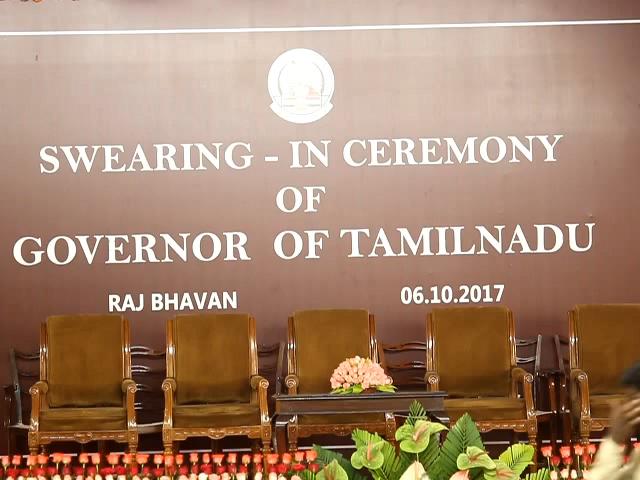 SWEARING - IN CEREMONY
OF
GOVERNOR OF TAMILNADU
RAJ BHAVAN 06.10.2017